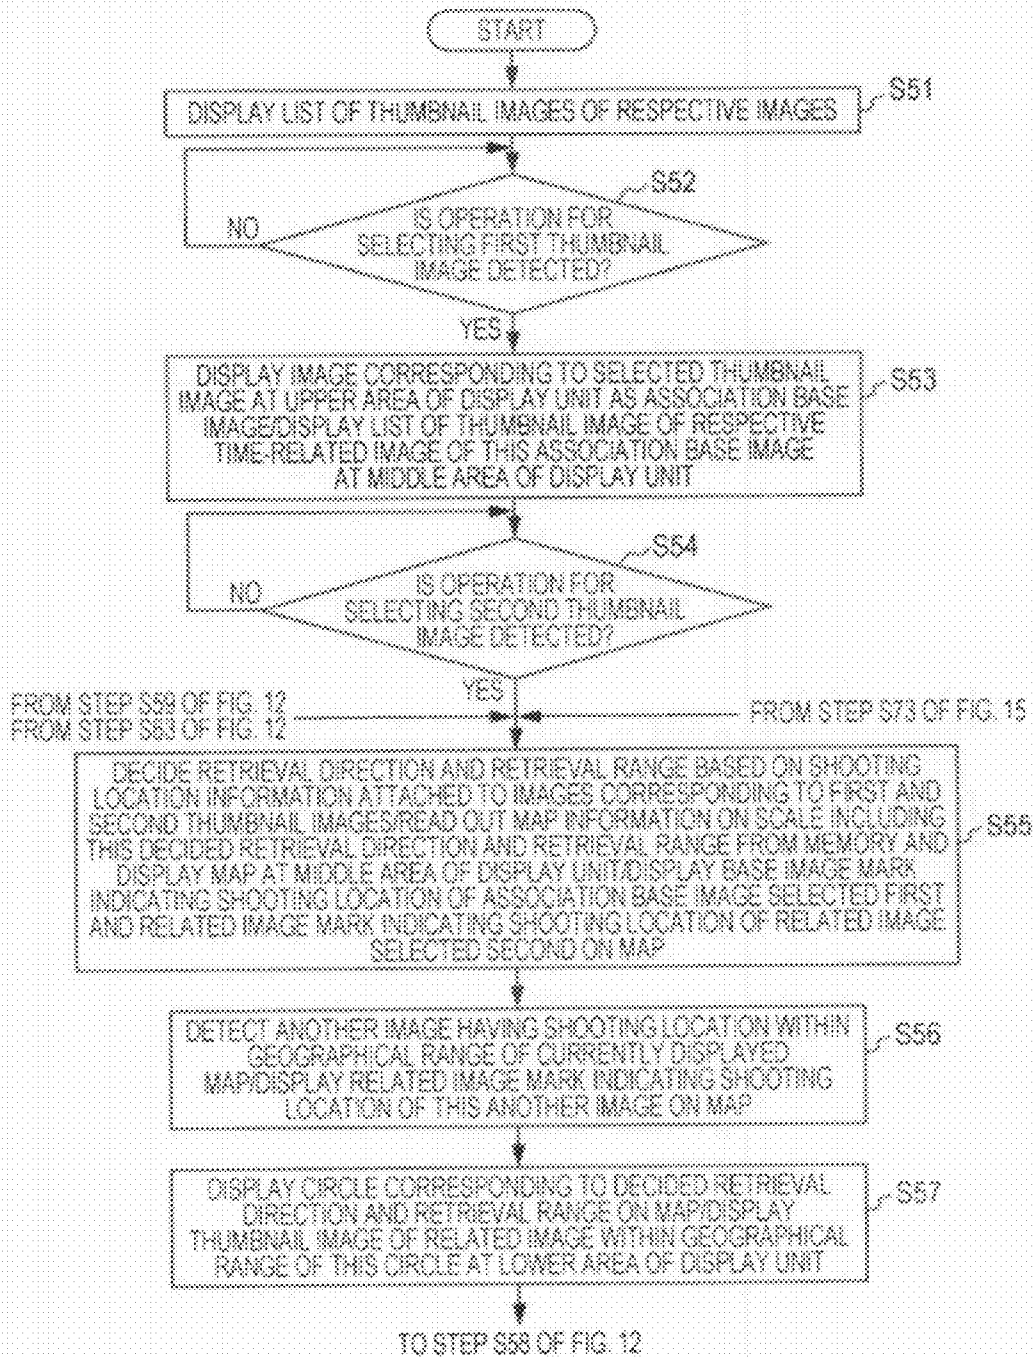 START
DISPLAY LIST OF THUMBNAIL IMAGES OF RESPECTIVE IMAGES
S51
S52
IS OPERATION FOR
SELECTING FIRST THUMBNAIL
IMAGE DETECTED?
NO
YES
DISPLAY IMAGE CORRESPONDING TO SELECTED THUMBNAIL
IMAGE AT UPPER AREA OF DISPLAY UNIT AS ASSOCIATION BASE
IMAGE/DISPLAY LIST OF THUMBNAIL IMAGE OF RESPECTIVE
TIME-RELATED IMAGE OF THIS ASSOCIATION BASE IMAGE
AT MIDDLE AREA OF DISPLAY UNIT
S53
S54
IS OPERATION FOR
SELECTING SECOND THUMBNAIL
IMAGE DETECTED?
NO
YES
FROM STEP S59 OF FIG. 12
FROM STEP S63 OF FIG. 12
FROM STEP S73 OF FIG. 15
DECIDE RETRIEVAL DIRECTION AND RETRIEVAL RANGE BASED ON SHOOTING
LOCATION INFORMATION ATTACHED TO IMAGES CORRESPONDING TO FIRST AND
SECOND THUMBNAIL IMAGES/READ OUT MAP INFORMATION ON SCALE INCLUDING
THIS DECIDED RETRIEVAL DIRECTION AND RETRIEVAL RANGE FROM MEMORY AND
DISPLAY MAP AT MIDDLE AREA OF DISPLAY UNIT/DISPLAY BASE IMAGE MARK
INDICATING SHOOTING LOCATION OF ASSOCIATION BASE IMAGE SELECTED FIRST
AND RELATED IMAGE MARK INDICATING SHOOTING LOCATION OF RELATED IMAGE
SELECTED SECOND ON MAP
S55
DETECT ANOTHER IMAGE HAVING SHOOTING LOCATION WITHIN
GEOGRAPHICAL RANGE OF CURRENTLY DISPLAYED
MAP/DISPLAY RELATED IMAGE MARK INDICATING SHOOTING
LOCATION OF THIS ANOTHER IMAGE ON MAP
S56
DISPLAY CIRCLE CORRESPONDING TO DECIDED RETRIEVAL
DIRECTION AND RETRIEVAL RANGE ON MAP/DISPLAY
THUMBNAIL IMAGE OF RELATED IMAGE WITHIN GEOGRAPHICAL
RANGE OF THIS CIRCLE AT LOWER AREA OF DISPLAY UNIT
S57
TO STEP S58 OF FIG. 12